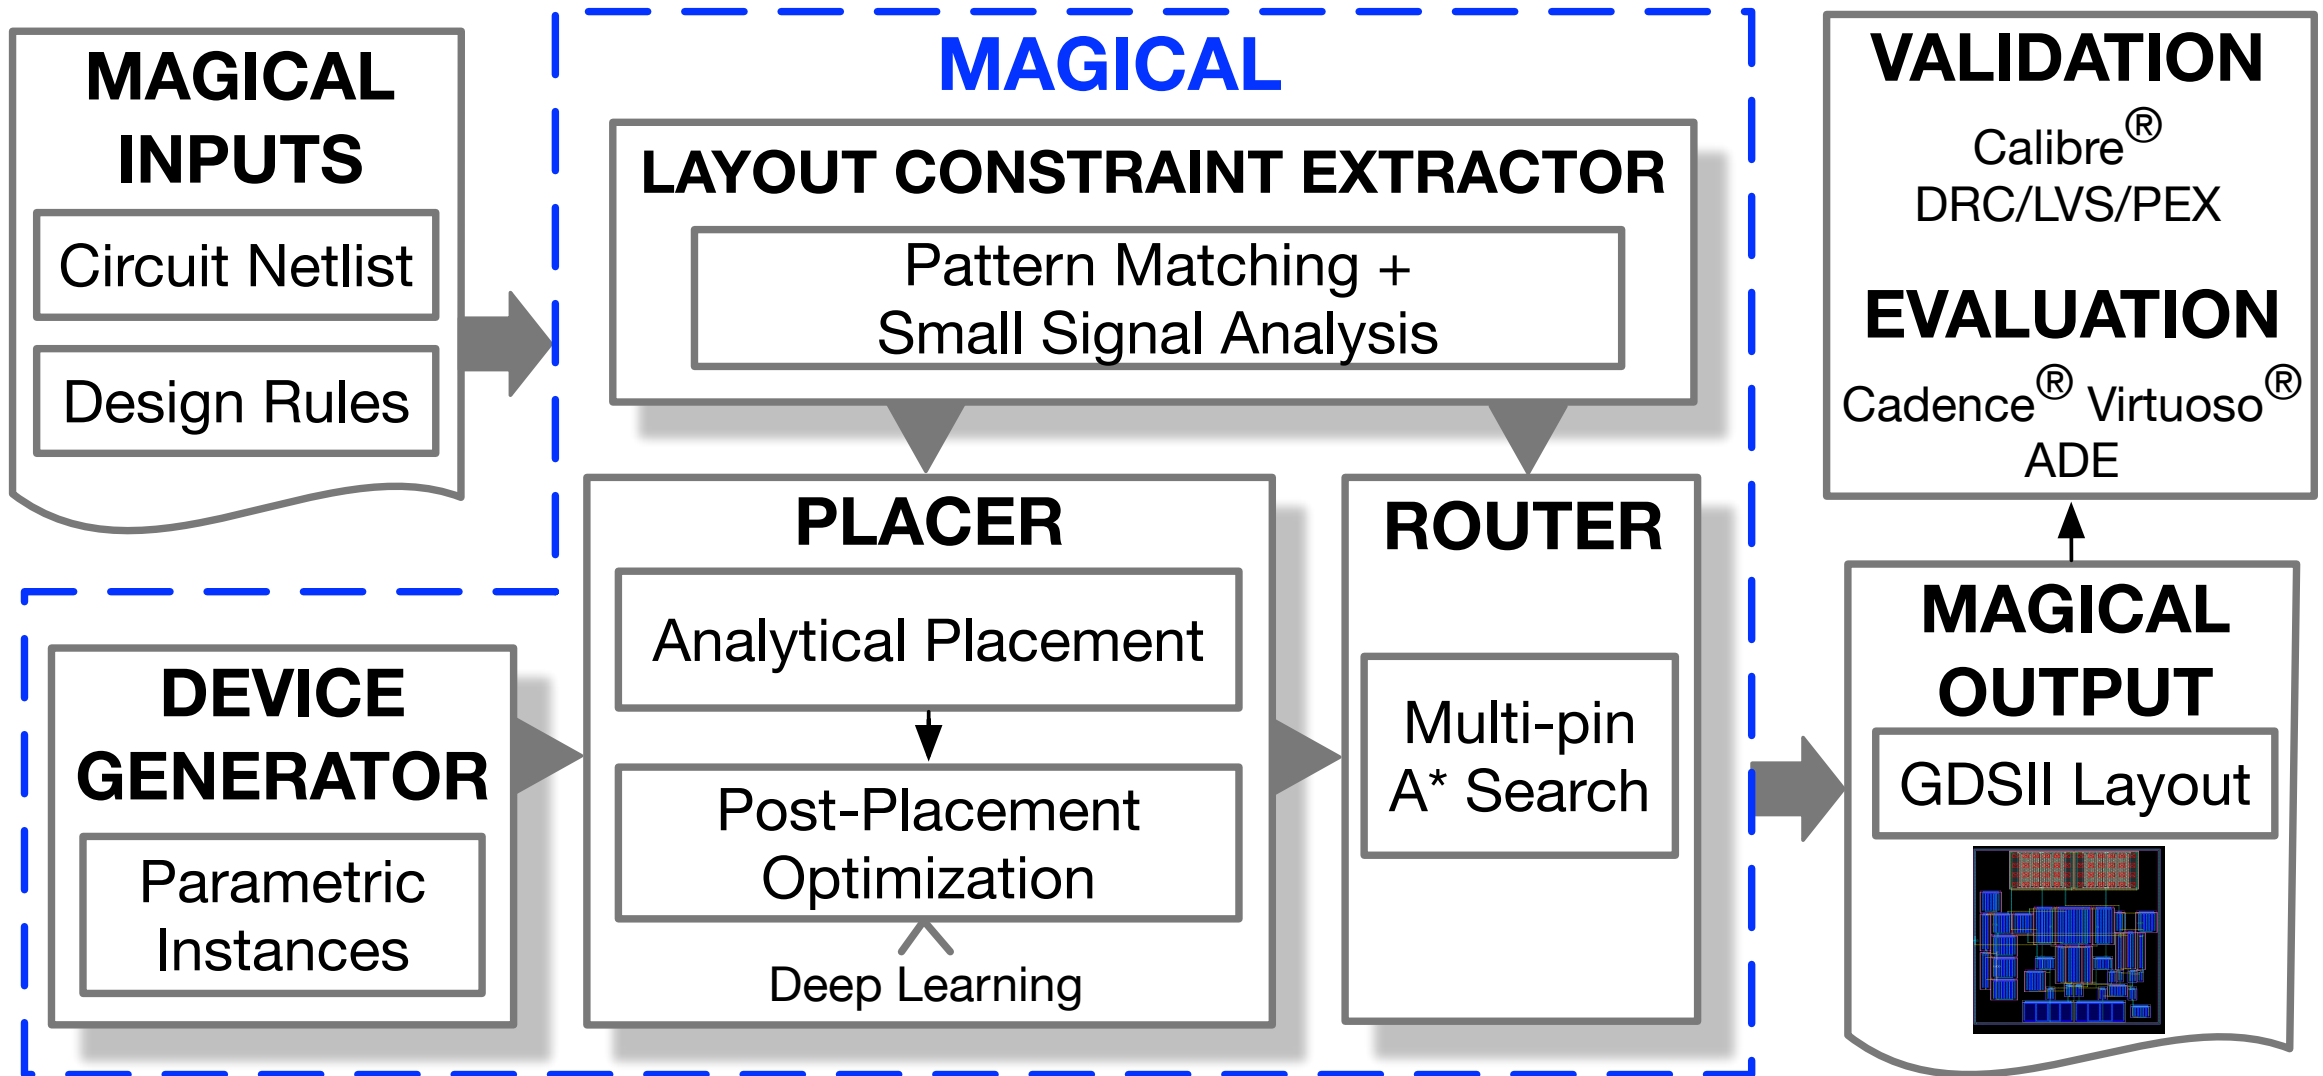 MAGICAL
INPUTS
Circuit Netlist
Design Rules
MAGICAL
LAYOUT CONSTRAINT EXTRACTOR
Pattern Matching +
Small Signal Analysis
DEVICE
GENERATOR
Parametric
Instances
PLACER
Analytical Placement
Post-Placement
Optimization
Deep Learning
ROUTER
Multi-pin
A* Search
VALIDATION
Calibre®
DRC/LVS/PEX
EVALUATION
Cadence® Virtuoso®
ADE
MAGICAL
OUTPUT
GDSII Layout